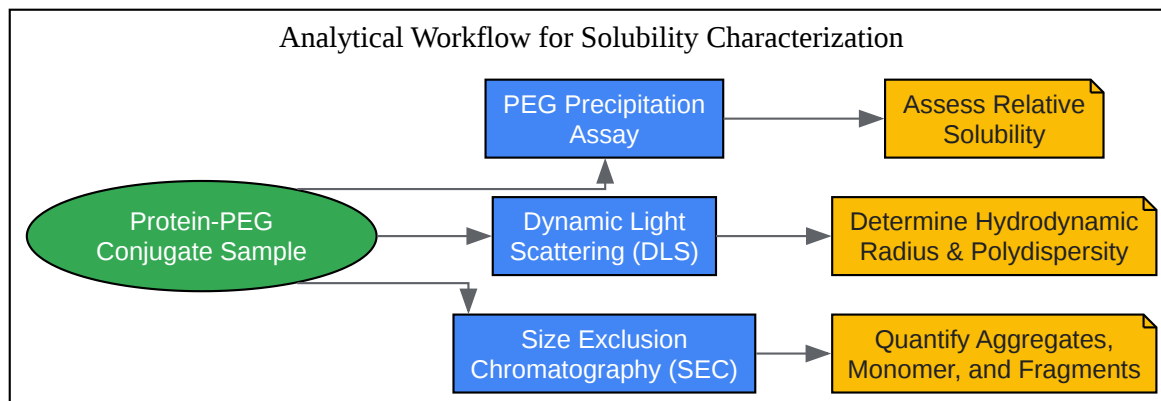 Analytical Workflow for Solubility Characterization
PEG Precipitation
Assay
Assess Relative
Solubility
Protein-PEG
Conjugate Sample
Dynamic Light
Scattering (DLS)
Determine Hydrodynamic
Radius & Polydispersity
Size Exclusion
Chromatography (SEC)
Quantify Aggregates,
Monomer, and Fragments